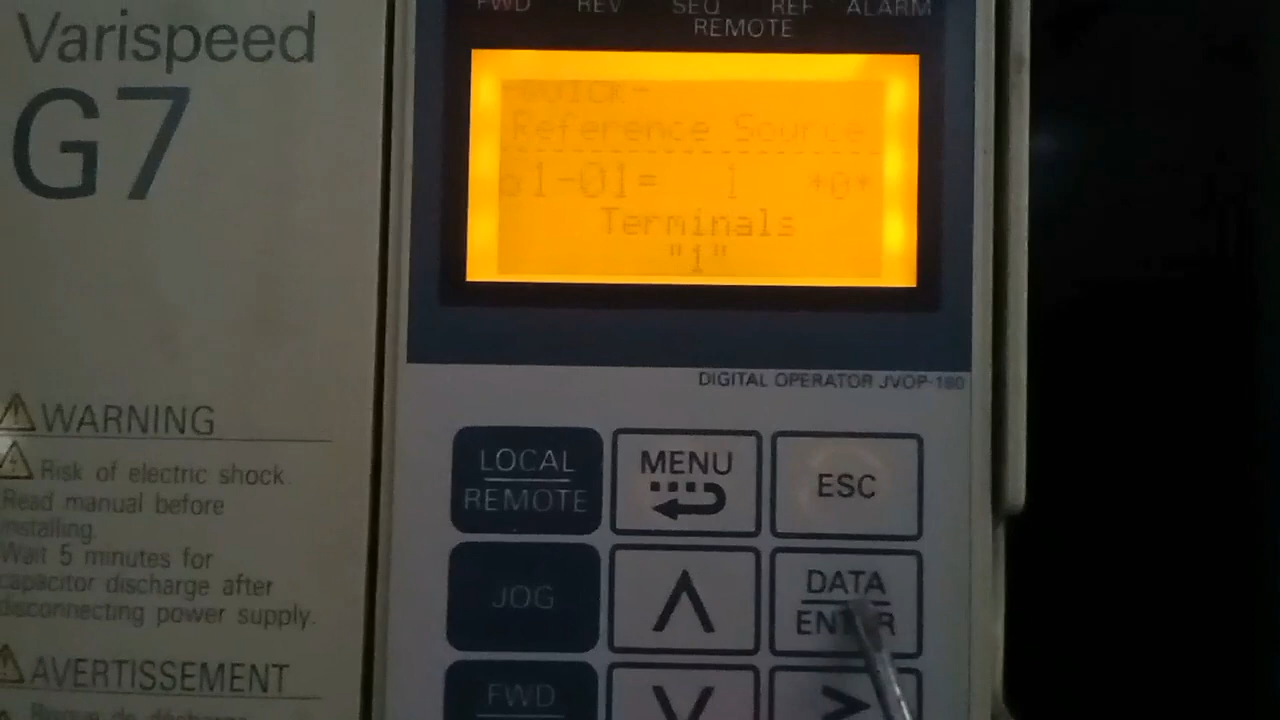 Varispeed
G7
WARNING
Risk of electric shock.
Read manual before
installing.
Wait 5 minutes for
capacitor discharge after
disconnecting power supply.
AVERTISSEMENT
FWD REV SEQ REF ALARM
REMOTE
-QUICK-
Reference Source
b1-01= 1 *0*
Terminals
"1"
DIGITAL OPERATOR JVOP-160
LOCAL
REMOTE
MENU
ESC
JOG
DATA
ENTER
FWD